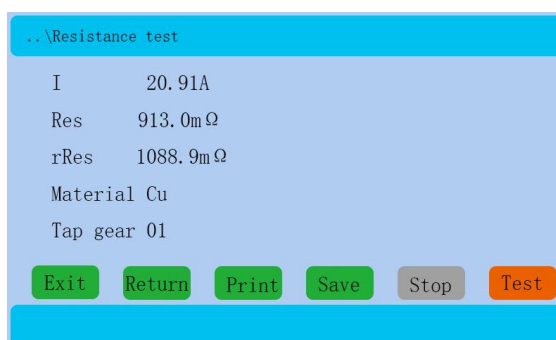 ..\Resistance test
I 20.91A
Res 913.0mΩ
rRes 1088.9mΩ
Material Cu
Tap gear 01
Exit Return Print Save Stop Test